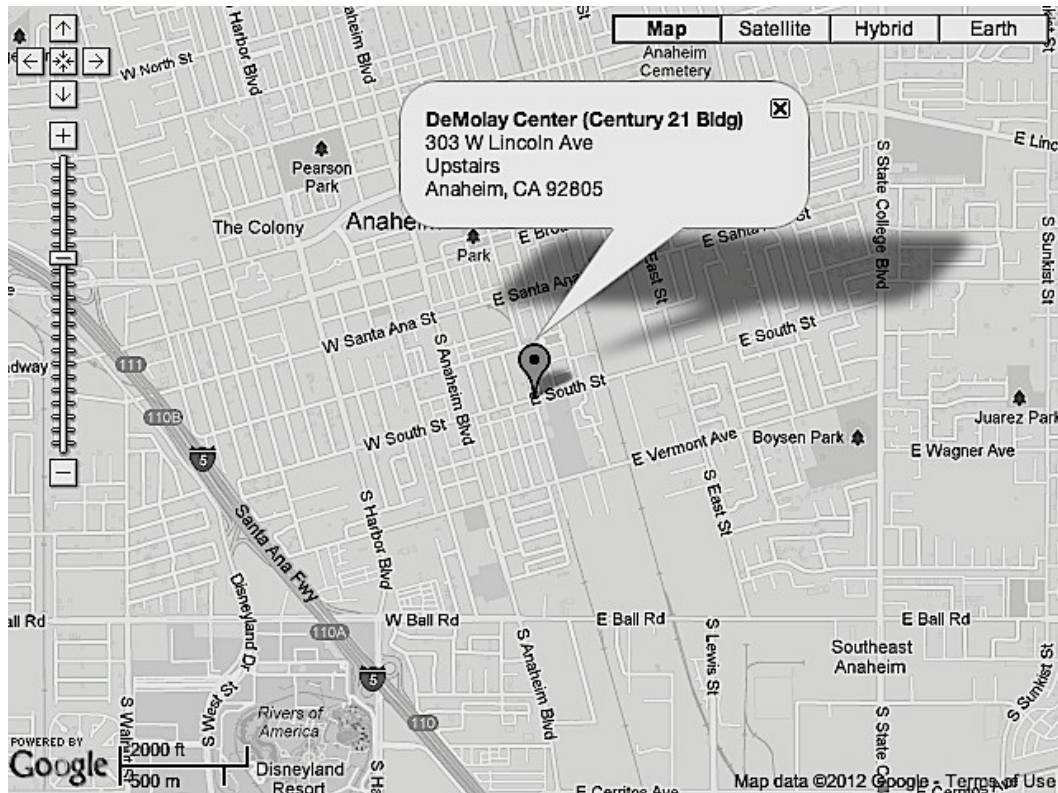 Map
Satellite
Hybrid
Earth
N Harbor Blvd
W North St
Anaheim
Cemetery
DeMolay Center (Century 21 Bldg)
303 W Lincoln Ave
Upstairs
Anaheim, CA 92805
Pearson
Park
The Colony
Park
E Santa Ana
E Santa
East St
S State College Blvd
S Sunkist St
W Santa Ana St
E South St
S Anaheim Blvd
111
110B
5
E South St
W South St
E Vermont Ave
Boysen Park
Juarez Park
E Wagner Ave
S East St
S Harbor Blvd
Santa Ana Fwy
Disneyland Dr
110A
W Ball Rd
E Ball Rd
E Ball Rd
Southeast
Anaheim
S Lewis St
S Anaheim Blvd
S Sunkist St
5
110
S West St
Rivers of
America
Disneyland
Resort
POWERED BY
Google
2000 ft
500 m
E Cerritos Ave
Map data ©2012 Google - Terms of Use